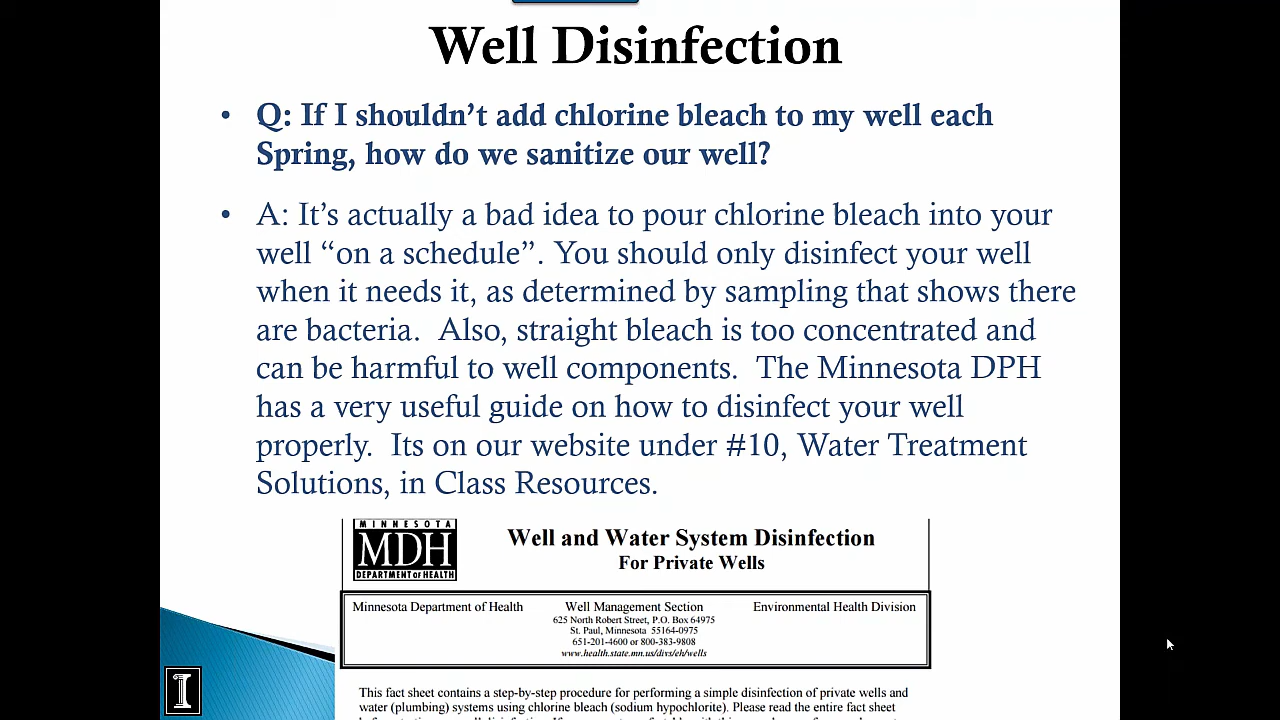 Well Disinfection
• Q: If I shouldn’t add chlorine bleach to my well each
Spring, how do we sanitize our well?
• A: It’s actually a bad idea to pour chlorine bleach into your
well “on a schedule”. You should only disinfect your well
when it needs it, as determined by sampling that shows there
are bacteria. Also, straight bleach is too concentrated and
can be harmful to well components. The Minnesota DPH
has a very useful guide on how to disinfect your well
properly. Its on our website under #10, Water Treatment
Solutions, in Class Resources.
MINNESOTA
MDH
DEPARTMENT of HEALTH
Well and Water System Disinfection
For Private Wells
Minnesota Department of Health
Well Management Section
625 North Robert Street, P.O. Box 64975
St. Paul, Minnesota 55164-0975
651-201-4600 or 800-383-9808
www.health.state.mn.us/divs/eh/wells
Environmental Health Division
This fact sheet contains a step-by-step procedure for performing a simple disinfection of private wells and
water (plumbing) systems using chlorine bleach (sodium hypochlorite). Please read the entire fact sheet
I